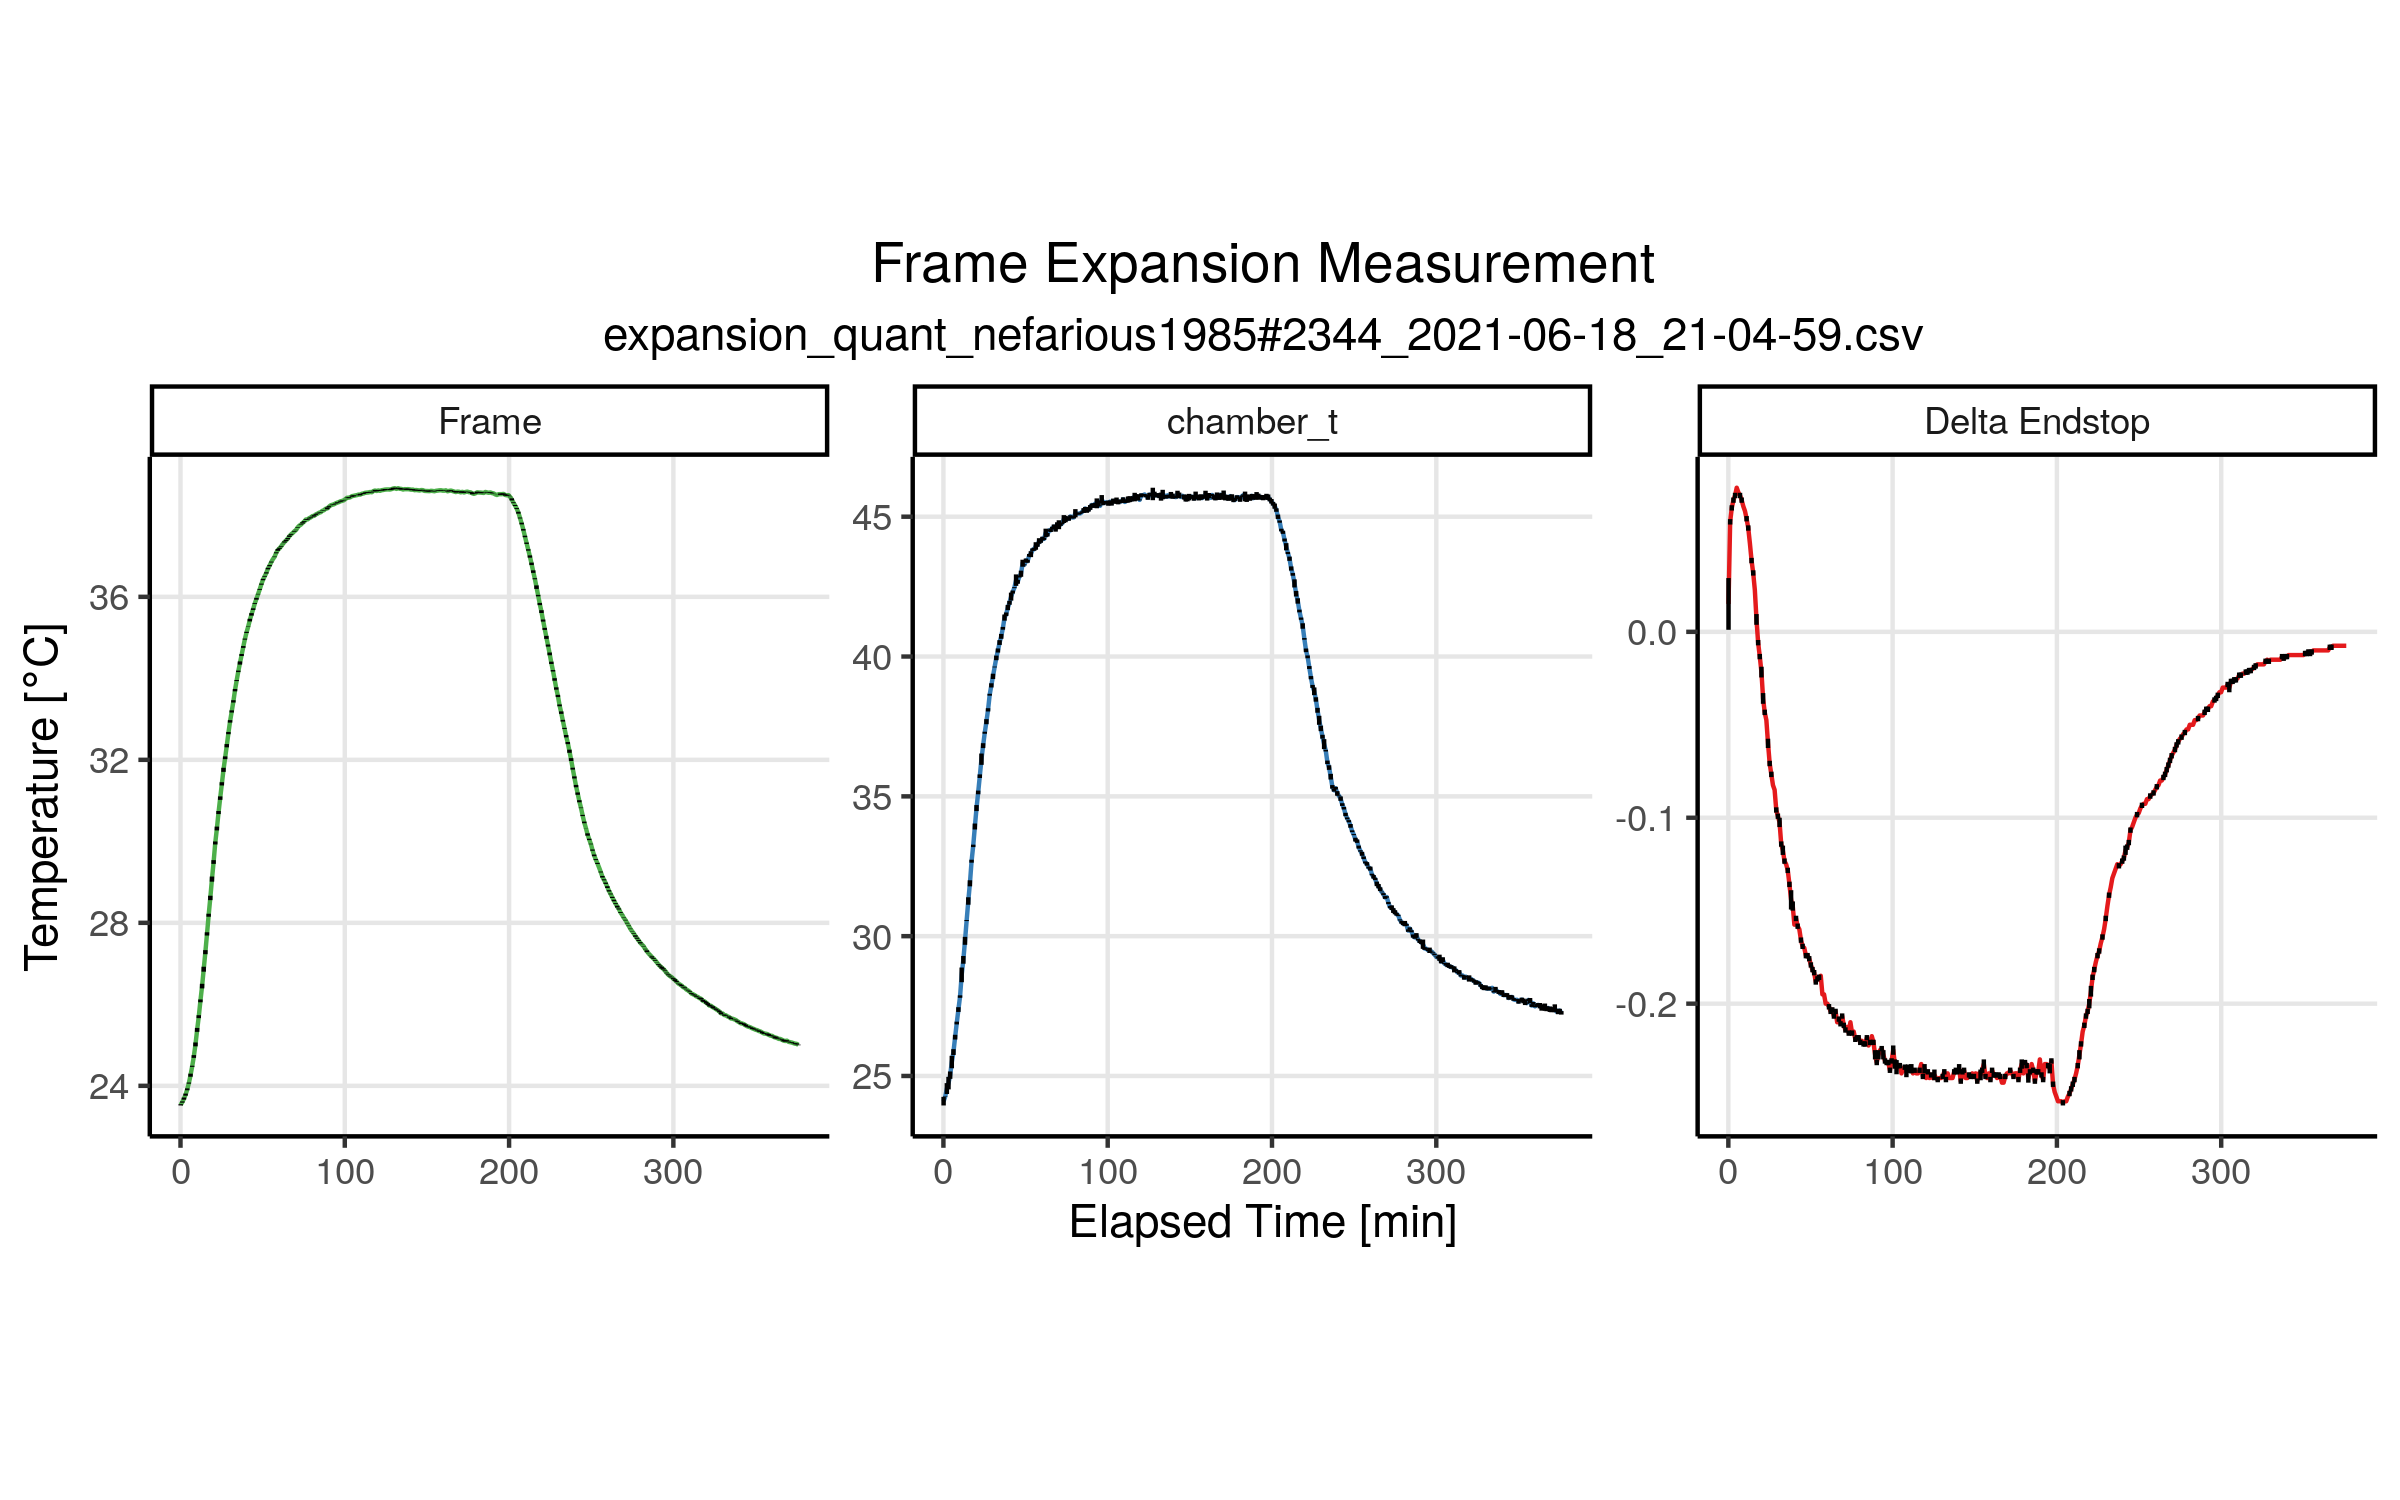 Frame Expansion Measurement
expansion_quant_nefarious1985#2344_2021-06-18_21-04-59.csv
Frame
chamber_t
Delta Endstop
Temperature [°C]
36
32
28
24
0 100 200 300
45
40
35
30
25
0 100 200 300
0.0
-0.1
-0.2
0 100 200 300
Elapsed Time [min]